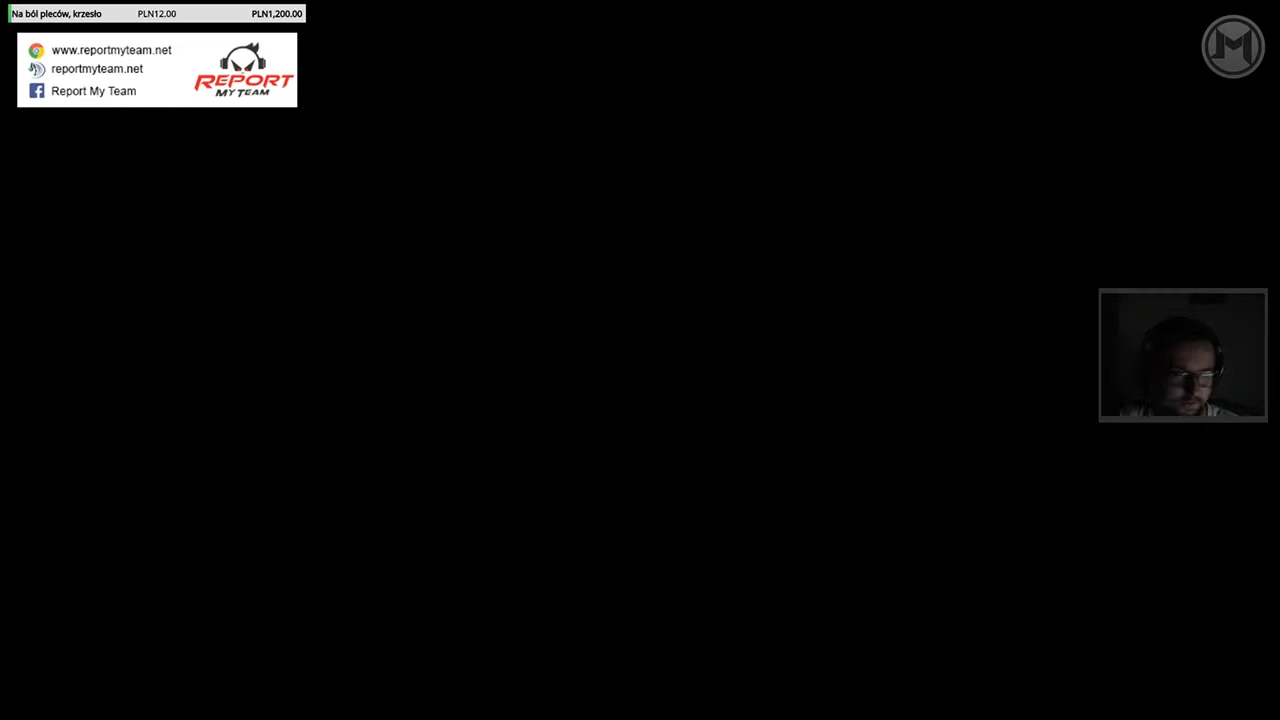 Na ból pleców, krzesło PLN12.00 PLN1,200.00
www.reportmyteam.net
reportmyteam.net
Report My Team
REPORT
MY TEAM
M